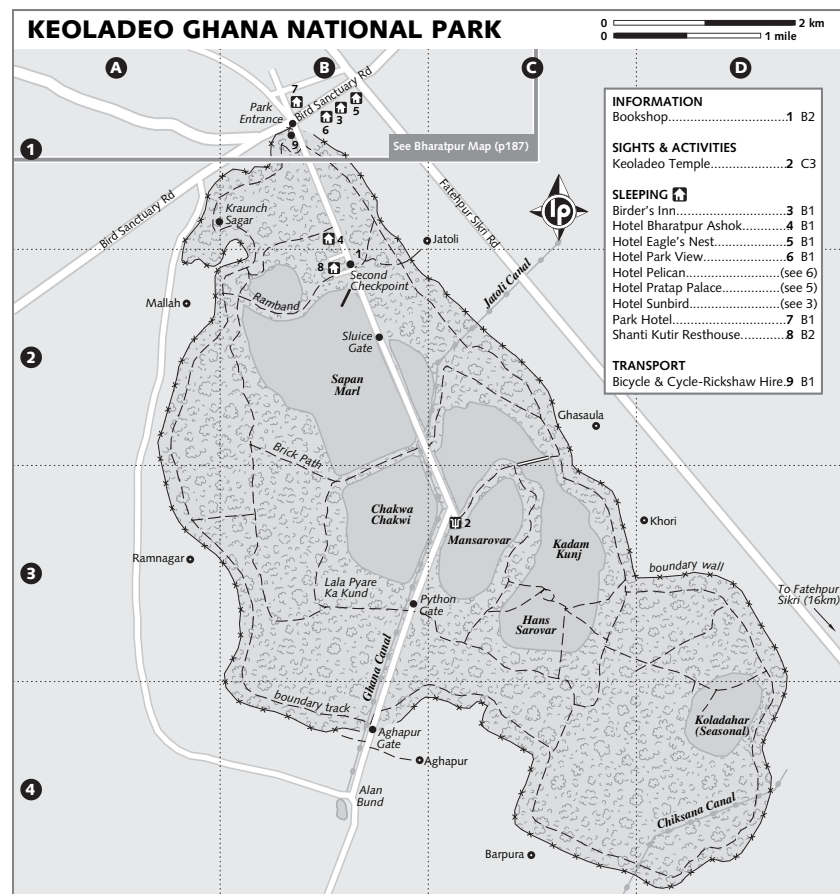 KEOLADEO GHANA NATIONAL PARK
0 2 km
0 1 mile
A B C D
1
2
3
4
INFORMATION
Bookshop..............................1 B2
SIGHTS & ACTIVITIES
Keoladeo Temple....................2 C3
SLEEPING
Birder's Inn...........................3 B1
Hotel Bharatpur Ashok..........4 B1
Hotel Eagle's Nest.................5 B1
Hotel Park View.....................6 B1
Hotel Pelican.......................(see 6)
Hotel Pratap Palace.............(see 5)
Hotel Sunbird......................(see 3)
Park Hotel.............................7 B1
Shanti Kutir Resthouse..........8 B2
TRANSPORT
Bicycle & Cycle-Rickshaw Hire.9 B1
7
Park
Entrance
Bird Sanctuary Rd
5
3
6
9
See Bharatpur Map (p187)
Bird Sanctuary Rd
Fatehpur Sikri Rd
lp
Kraunch
Sagar
4
Jatoli
8
1
Second
Checkpoint
Jatoli Canal
Mallah
Ramband
Sluice
Gate
Sapan
Marl
Ghasaula
Brick Path
Chakwa
Chakwi
2
Mansarovar
Kadam
Kunj
Khori
Ramnagar
boundary wall
Lala Pyare
Ka Kund
Python
Gate
To Fatehpur
Sikri (16km)
Hans
Sarovar
Ghana Canal
boundary track
Koladahar
(Seasonal)
Aghapur
Gate
Aghapur
Alan
Bund
Chiksana Canal
Barpura